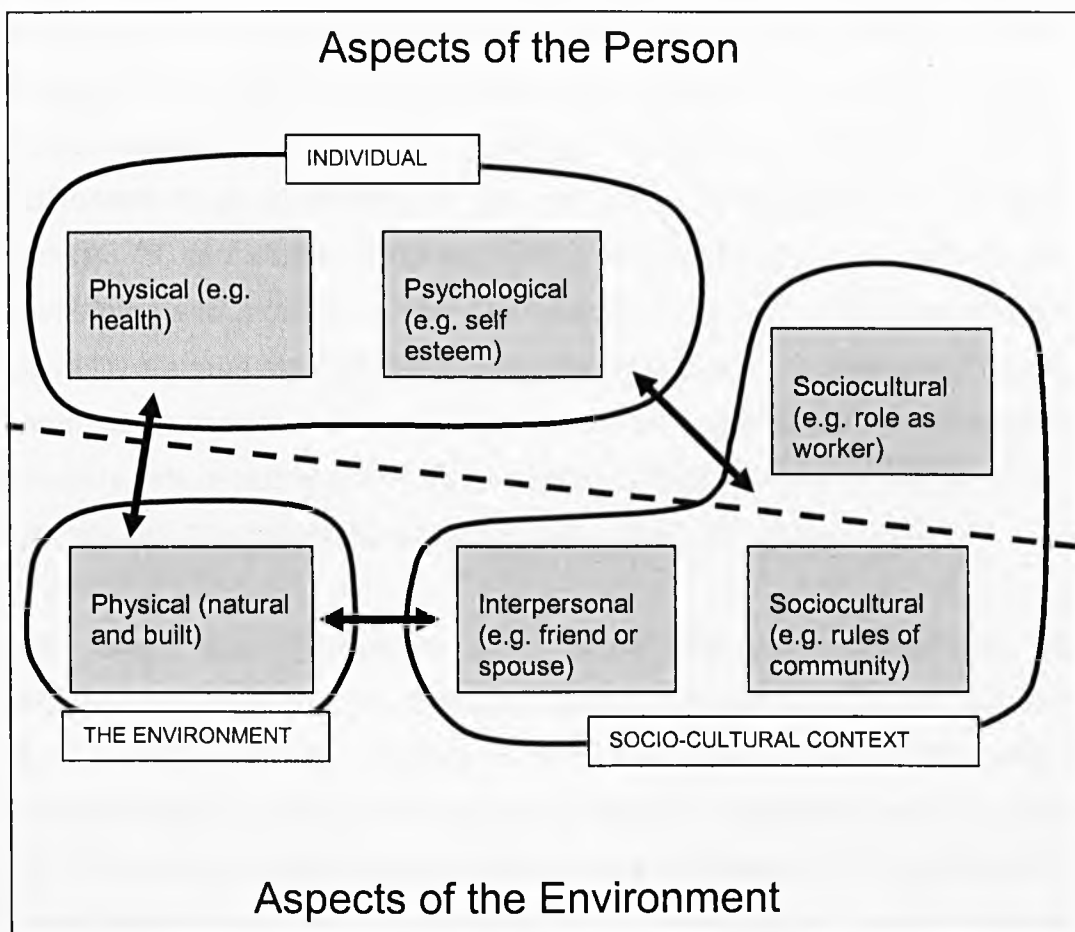 Aspects of the Person
INDIVIDUAL
Physical (e.g.
health)
Psychological
(e.g. self
esteem)
Sociocultural
(e.g. role as
worker)
Physical (natural
and built)
Interpersonal
(e.g. friend or
spouse)
Sociocultural
(e.g. rules of
community)
THE ENVIRONMENT
SOCIO-CULTURAL CONTEXT
Aspects of the Environment